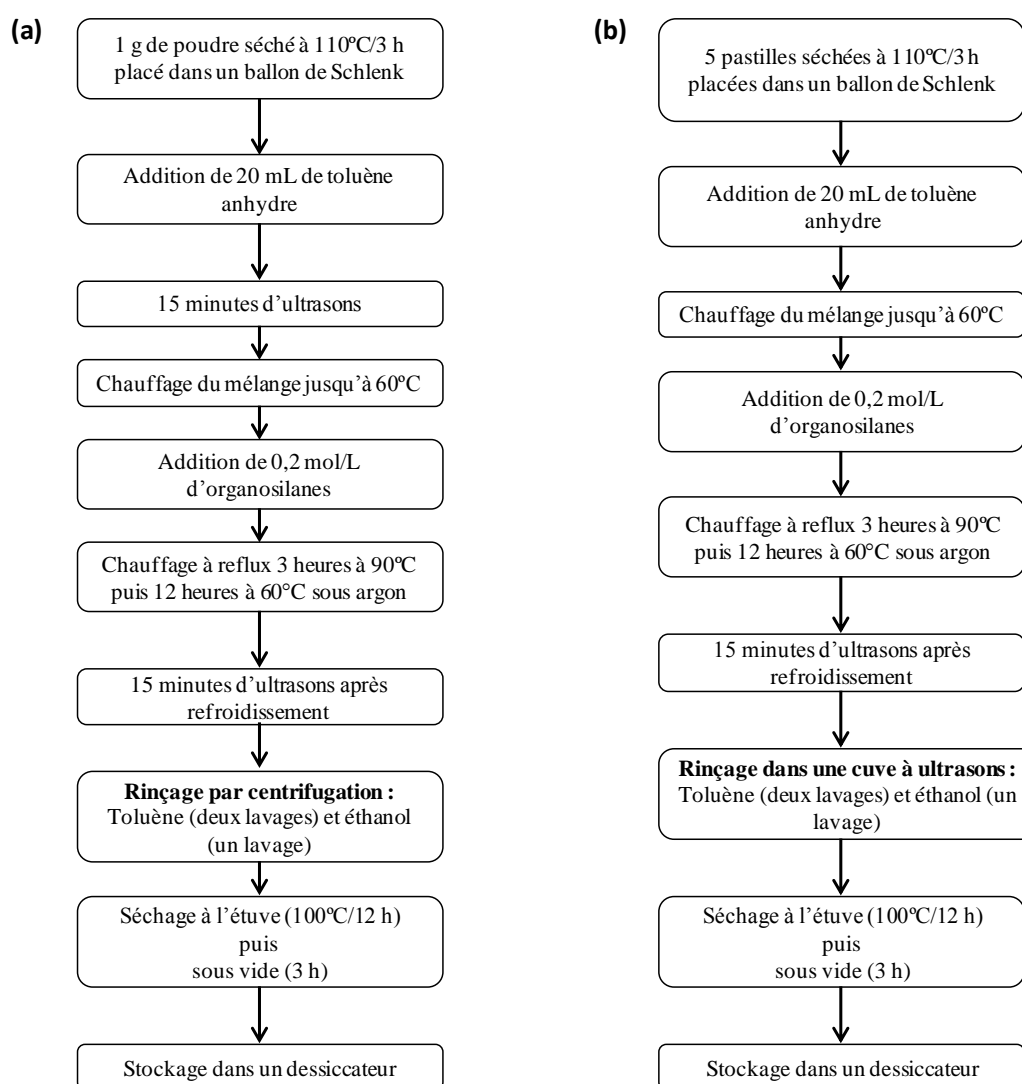 (a)
1 g de poudre séché à 110ºC/3 h
placé dans un ballon de Schlenk
Addition de 20 mL de toluène
anhydre
15 minutes d’ultrasons
Chauffage du mélange jusqu’à 60ºC
Addition de 0,2 mol/L
d’organosilanes
Chauffage à reflux 3 heures à 90ºC
puis 12 heures à 60°C sous argon
15 minutes d’ultrasons après
refroidissement
Rinçage par centrifugation :
Toluène (deux lavages) et éthanol
(un lavage)
Séchage à l’étuve (100ºC/12 h)
puis
sous vide (3 h)
Stockage dans un dessiccateur
(b)
5 pastilles séchées à 110ºC/3 h
placées dans un ballon de Schlenk
Addition de 20 mL de toluène
anhydre
Chauffage du mélange jusqu’à 60ºC
Addition de 0,2 mol/L
d’organosilanes
Chauffage à reflux 3 heures à 90ºC
puis 12 heures à 60°C sous argon
15 minutes d’ultrasons après
refroidissement
Rinçage dans une cuve à ultrasons :
Toluène (deux lavages) et éthanol (un
lavage)
Séchage à l’étuve (100ºC/12 h)
puis
sous vide (3 h)
Stockage dans un dessiccateur